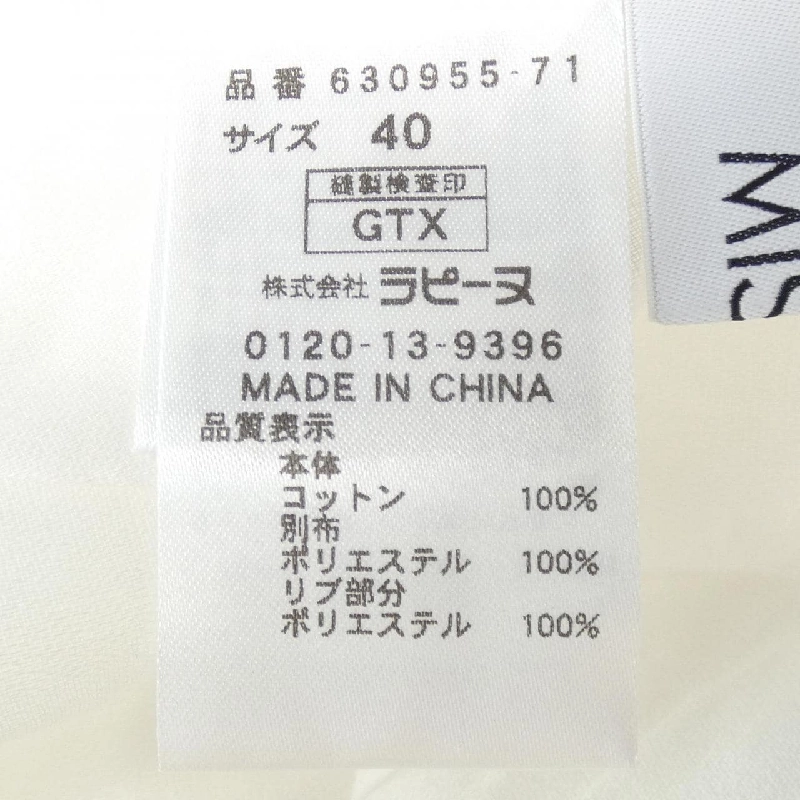 品番 630955-71
サイズ 40
縫製検査印
GTX
株式会社 ラピーヌ
0120-13-9396
MADE IN CHINA
品質表示
本体
コットン 100%
別布
ポリエステル 100%
リブ部分
ポリエステル 100%
MIS